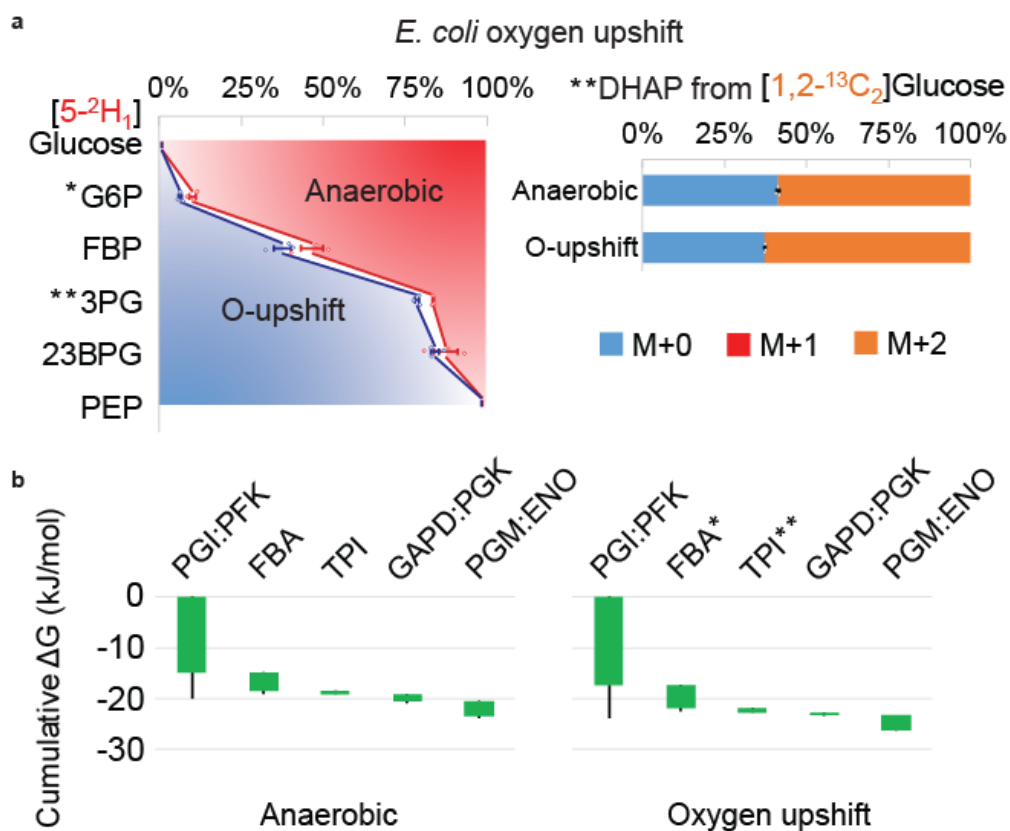 a
E. coli oxygen upshift
0% 25% 50% 75% 100%
[5-²H₁]
Glucose
*G6P
FBP
**3PG
23BPG
PEP
Anaerobic
O-upshift
**DHAP from [1,2-¹³C₂]Glucose
0% 25% 50% 75% 100%
Anaerobic
O-upshift
M+0 M+1 M+2
b
Cumulative ΔG (kJ/mol)
0
-10
-20
-30
PGI:PFK FBA TPI GAPD:PGK PGM:ENO
Anaerobic
PGI:PFK FBA* TPI** GAPD:PGK PGM:ENO
Oxygen upshift